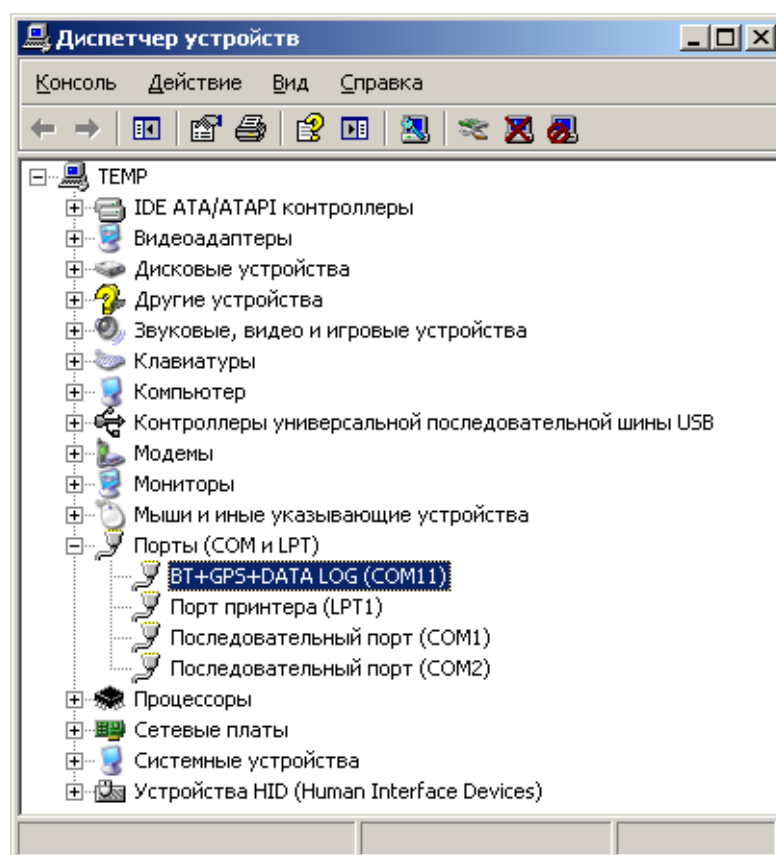 Диспетчер устройств
Консоль Действие Вид Справка
TEMP
IDE ATA/ATAPI контроллеры
Видеоадаптеры
Дисковые устройства
Другие устройства
Звуковые, видео и игровые устройства
Клавиатуры
Компьютер
Контроллеры универсальной последовательной шины USB
Модемы
Мониторы
Мыши и иные указывающие устройства
Порты (COM и LPT)
BT+GPS+DATA LOG (COM11)
Порт принтера (LPT1)
Последовательный порт (COM1)
Последовательный порт (COM2)
Процессоры
Сетевые платы
Системные устройства
Устройства HID (Human Interface Devices)